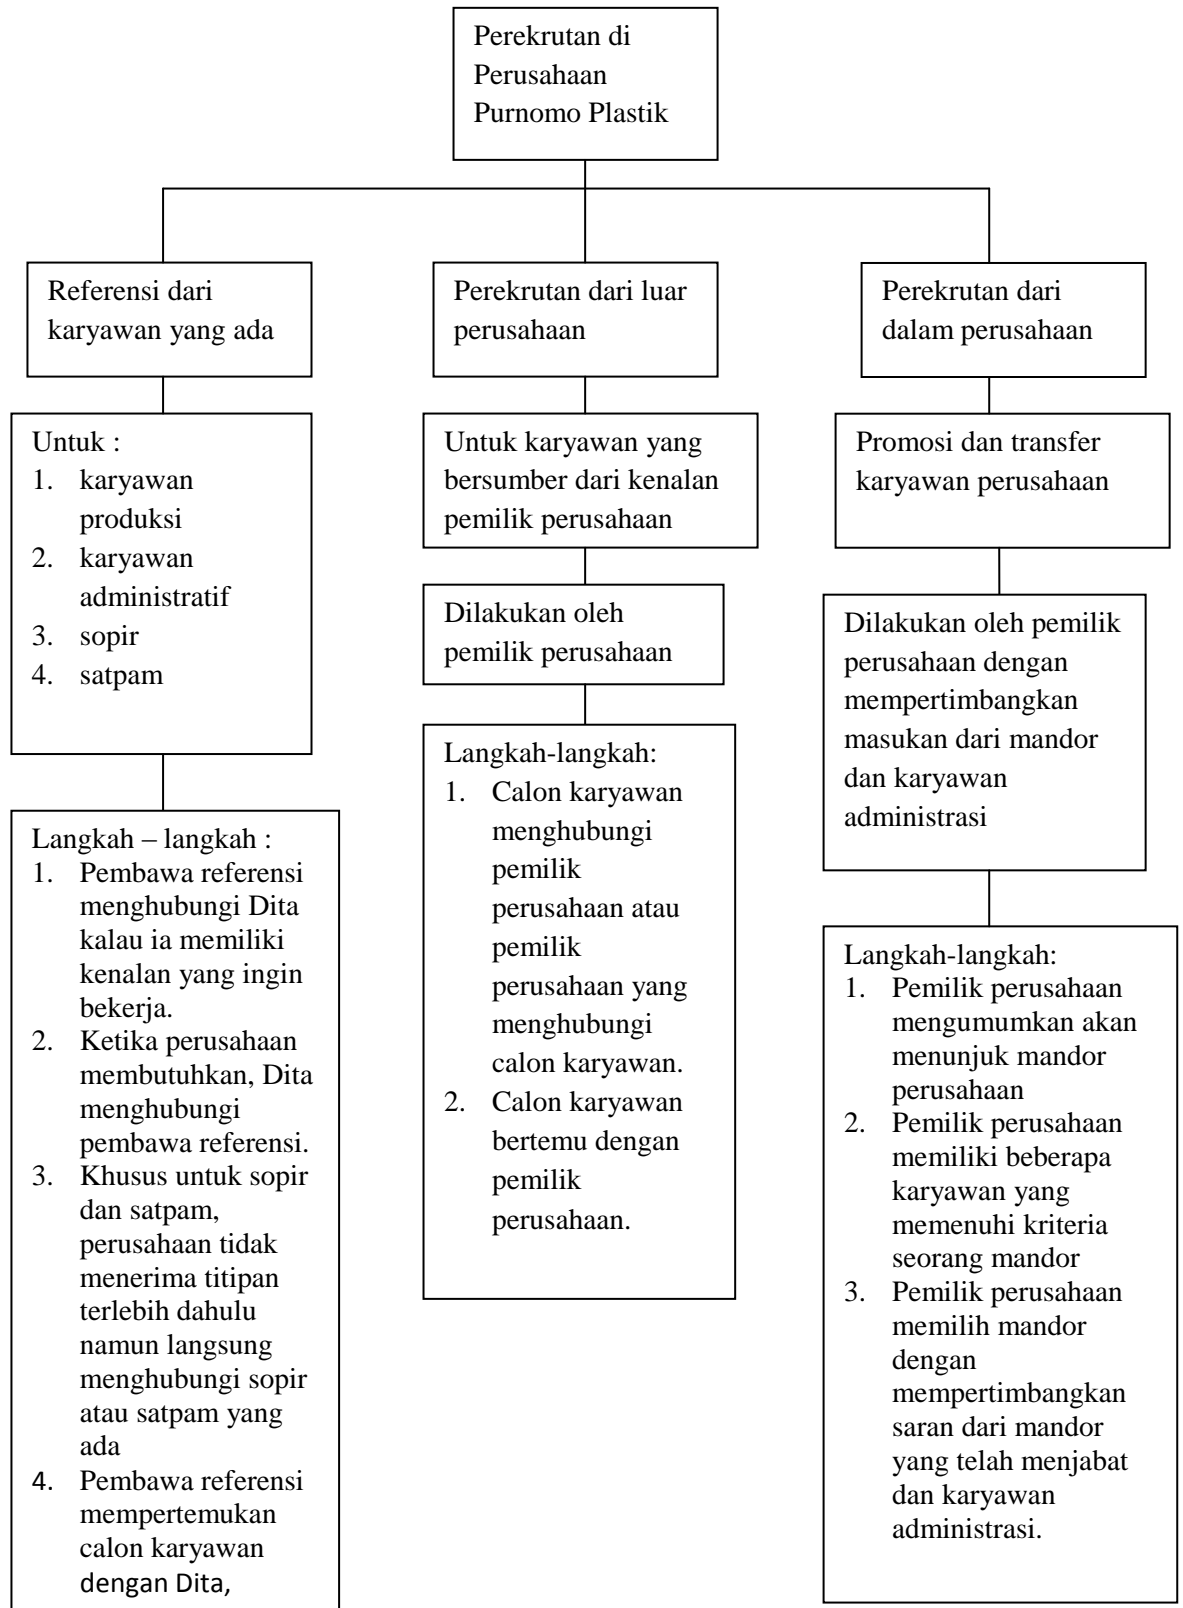 Perekrutan di
Perusahaan
Purnomo Plastik
Referensi dari
karyawan yang ada
Untuk :
1. karyawan
produksi
2. karyawan
administratif
3. sopir
4. satpam
Langkah – langkah :
1. Pembawa referensi
menghubungi Dita
kalau ia memiliki
kenalan yang ingin
bekerja.
2. Ketika perusahaan
membutuhkan, Dita
menghubungi
pembawa referensi.
3. Khusus untuk sopir
dan satpam,
perusahaan tidak
menerima titipan
terlebih dahulu
namun langsung
menghubungi sopir
atau satpam yang
ada
4. Pembawa referensi
mempertemukan
calon karyawan
dengan Dita,
Perekrutan dari luar
perusahaan
Untuk karyawan yang
bersumber dari kenalan
pemilik perusahaan
Dilakukan oleh
pemilik perusahaan
Langkah-langkah:
1. Calon karyawan
menghubungi
pemilik
perusahaan atau
pemilik
perusahaan yang
menghubungi
calon karyawan.
2. Calon karyawan
bertemu dengan
pemilik
perusahaan.
Perekrutan dari
dalam perusahaan
Promosi dan transfer
karyawan perusahaan
Dilakukan oleh pemilik
perusahaan dengan
mempertimbangkan
masukan dari mandor
dan karyawan
administrasi
Langkah-langkah:
1. Pemilik perusahaan
mengumumkan akan
menunjuk mandor
perusahaan
2. Pemilik perusahaan
memiliki beberapa
karyawan yang
memenuhi kriteria
seorang mandor
3. Pemilik perusahaan
memilih mandor
dengan
mempertimbangkan
saran dari mandor
yang telah menjabat
dan karyawan
administrasi.